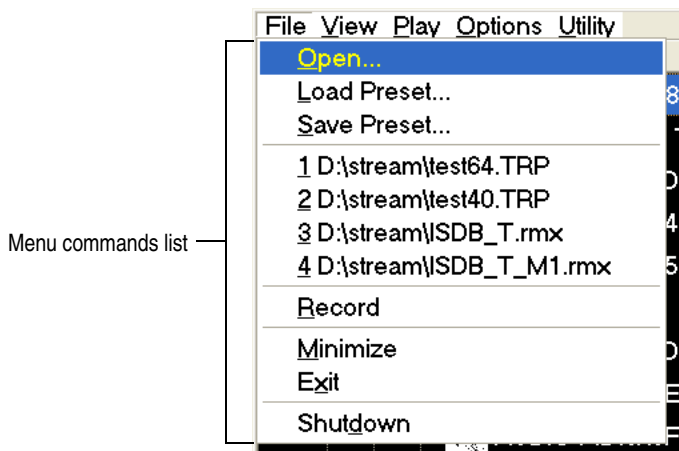 File View Play Options Utility
Open...
Load Preset...
Save Preset...
1 D:\stream\test64.TRP
2 D:\stream\test40.TRP
3 D:\stream\ISDB_T.rmx
4 D:\stream\ISDB_T_M1.rmx
Menu commands list
Record
Minimize
Exit
Shutdown